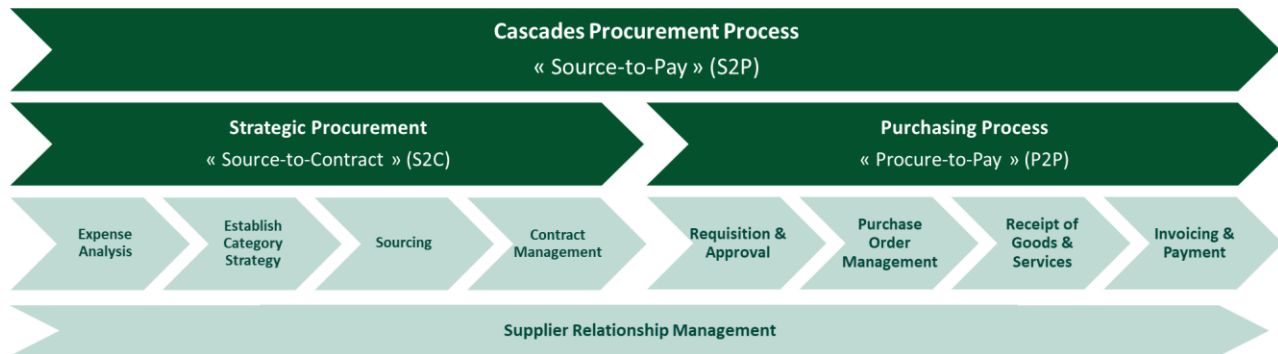 Cascades Procurement Process
« Source-to-Pay » (S2P)
Strategic Procurement
« Source-to-Contract » (S2C)
Purchasing Process
« Procure-to-Pay » (P2P)
Expense
Analysis
Establish
Category
Strategy
Sourcing
Contract
Management
Requisition &
Approval
Purchase
Order
Management
Receipt of
Goods &
Services
Invoicing &
Payment
Supplier Relationship Management